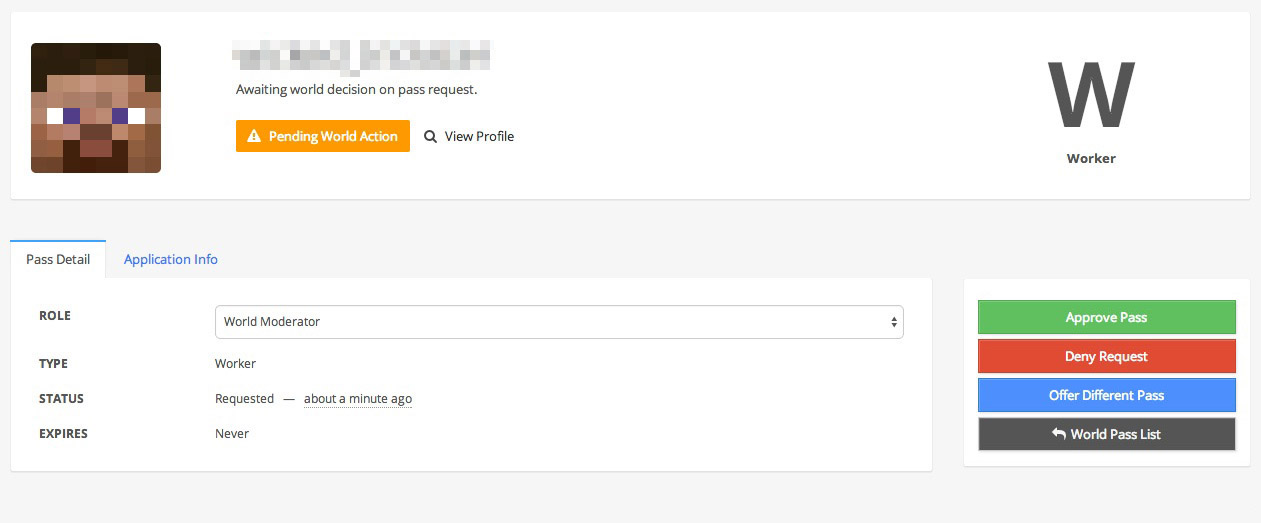 Awaiting world decision on pass request.
Pending World Action View Profile
W
Worker
Pass Detail Application Info
ROLE World Moderator
TYPE Worker
STATUS Requested — about a minute ago
EXPIRES Never
Approve Pass
Deny Request
Offer Different Pass
World Pass List